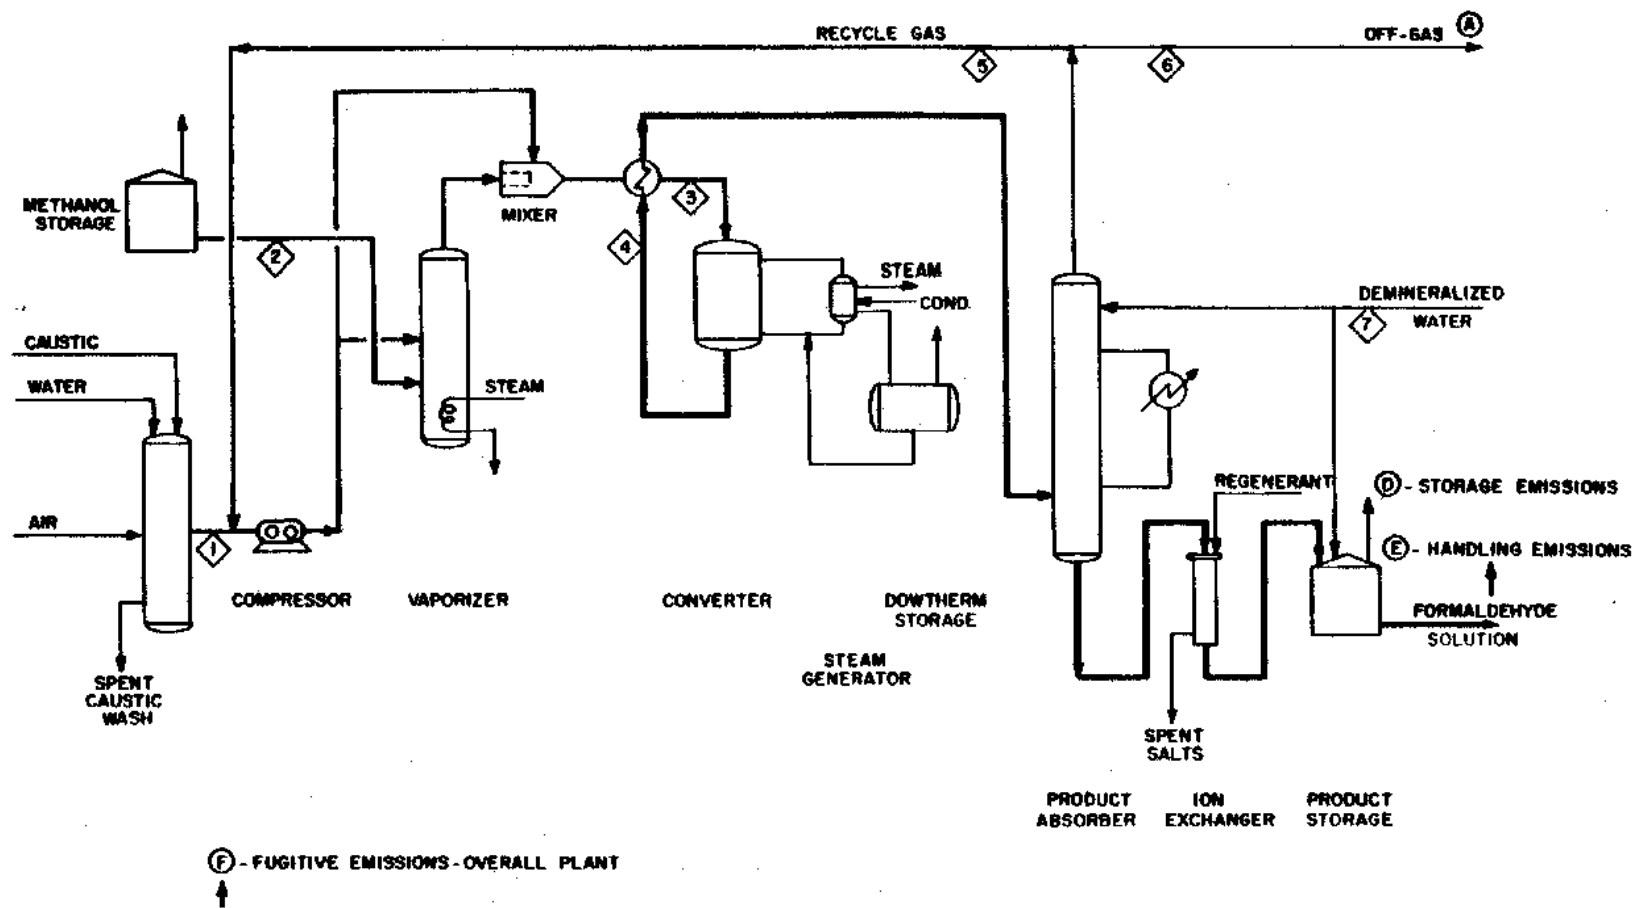 RECYCLE GAS
OFF-GAS A
5
6
METHANOL
STORAGE
2
MIXER
3
4
STEAM
COND.
DEMINERALIZED
WATER
7
CAUSTIC
WATER
STEAM
AIR
1
REGENERANT
D - STORAGE EMISSIONS
E - HANDLING EMISSIONS
FORMALDEHYDE
SOLUTION
COMPRESSOR
VAPORIZER
CONVERTER
DOWTHERM
STORAGE
STEAM
GENERATOR
SPENT
CAUSTIC
WASH
SPENT
SALTS
PRODUCT
ABSORBER
ION
EXCHANGER
PRODUCT
STORAGE
F - FUGITIVE EMISSIONS - OVERALL PLANT